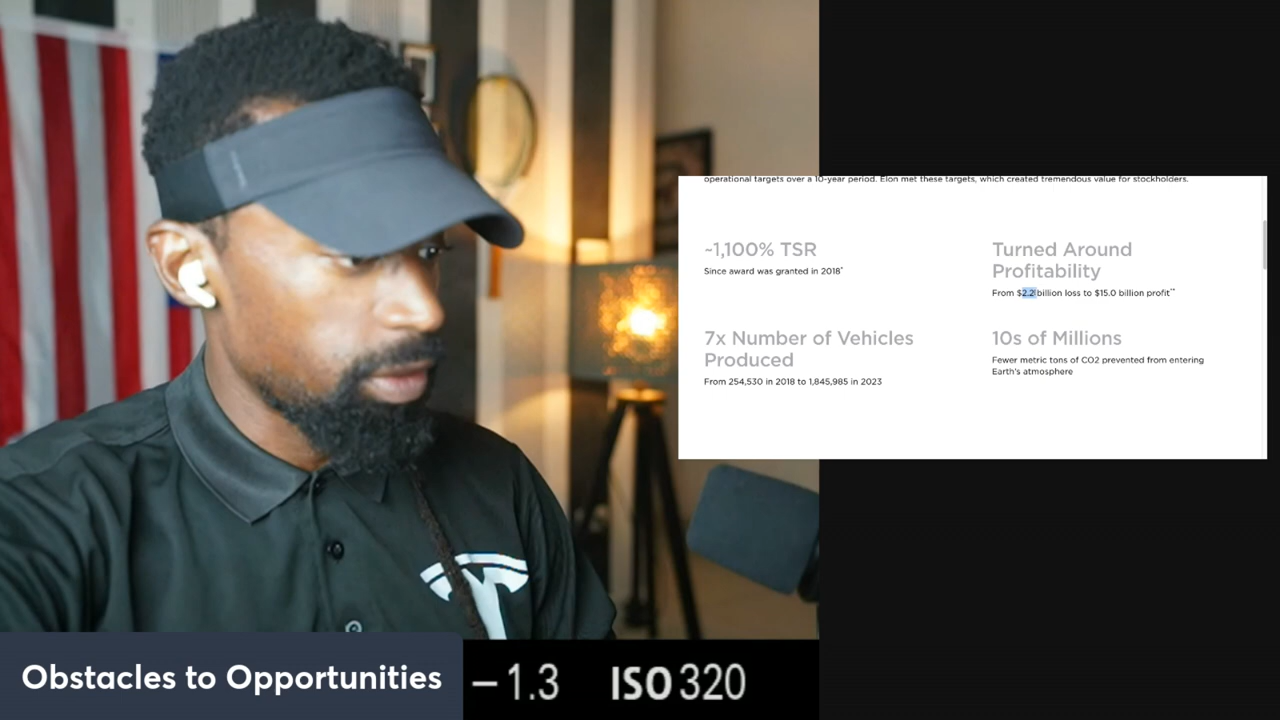 operational targets over a 10-year period. Elon met these targets, which created tremendous value for stockholders.
~1,100% TSR
Since award was granted in 2018*
Turned Around
Profitability
From $2.2 billion loss to $15.0 billion profit**
7x Number of Vehicles
Produced
From 254,530 in 2018 to 1,845,985 in 2023
10s of Millions
Fewer metric tons of CO2 prevented from entering
Earth's atmosphere
Obstacles to Opportunities
– 1.3 ISO 320